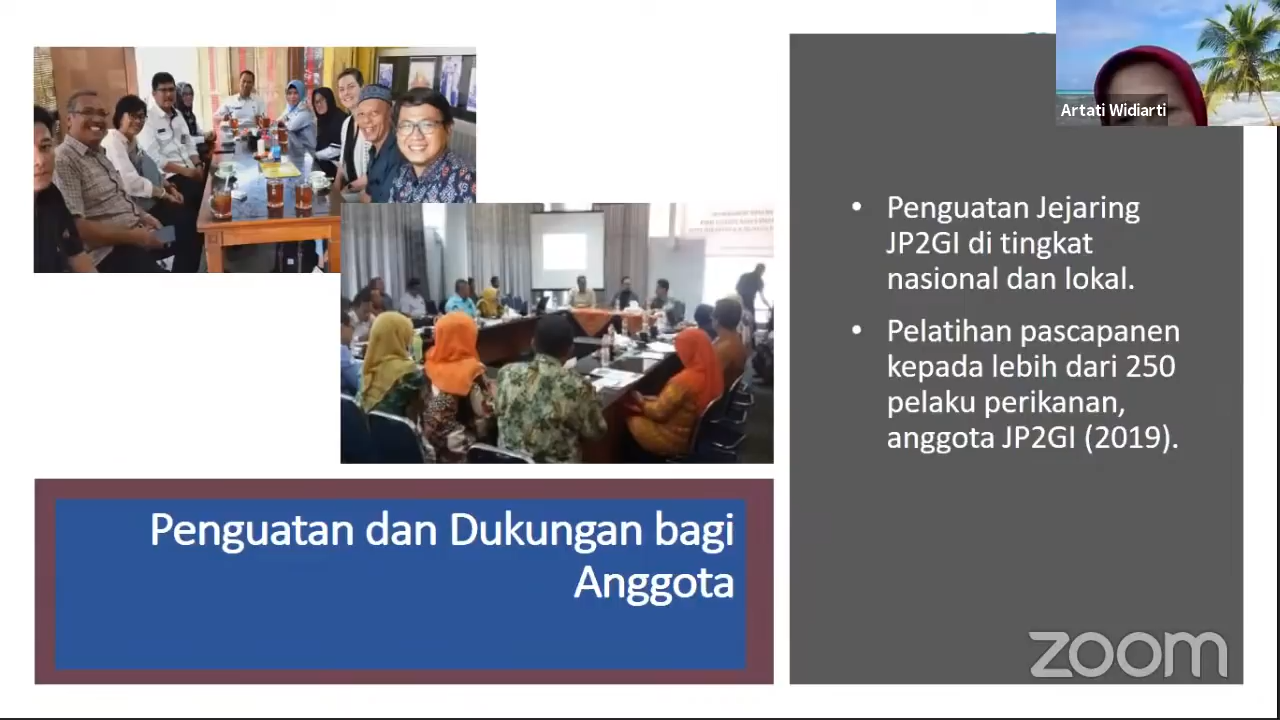 Artati Widiarti
• Penguatan Jejaring
JP2GI di tingkat
nasional dan lokal.
• Pelatihan pascapanen
kepada lebih dari 250
pelaku perikanan,
anggota JP2GI (2019).
Penguatan dan Dukungan bagi
Anggota
zoom